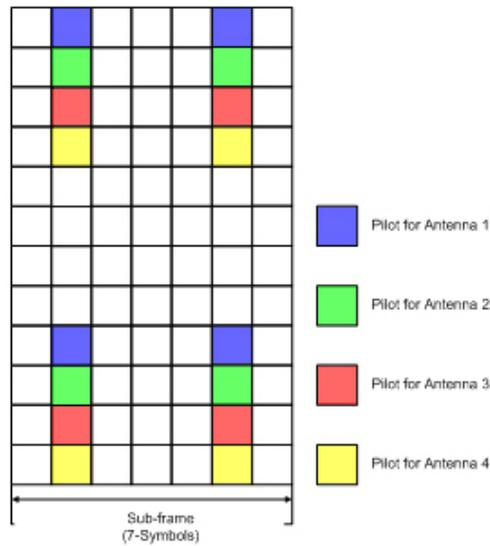 Pilot for Antenna 1
Pilot for Antenna 2
Pilot for Antenna 3
Pilot for Antenna 4
Sub-frame
(7-Symbols)